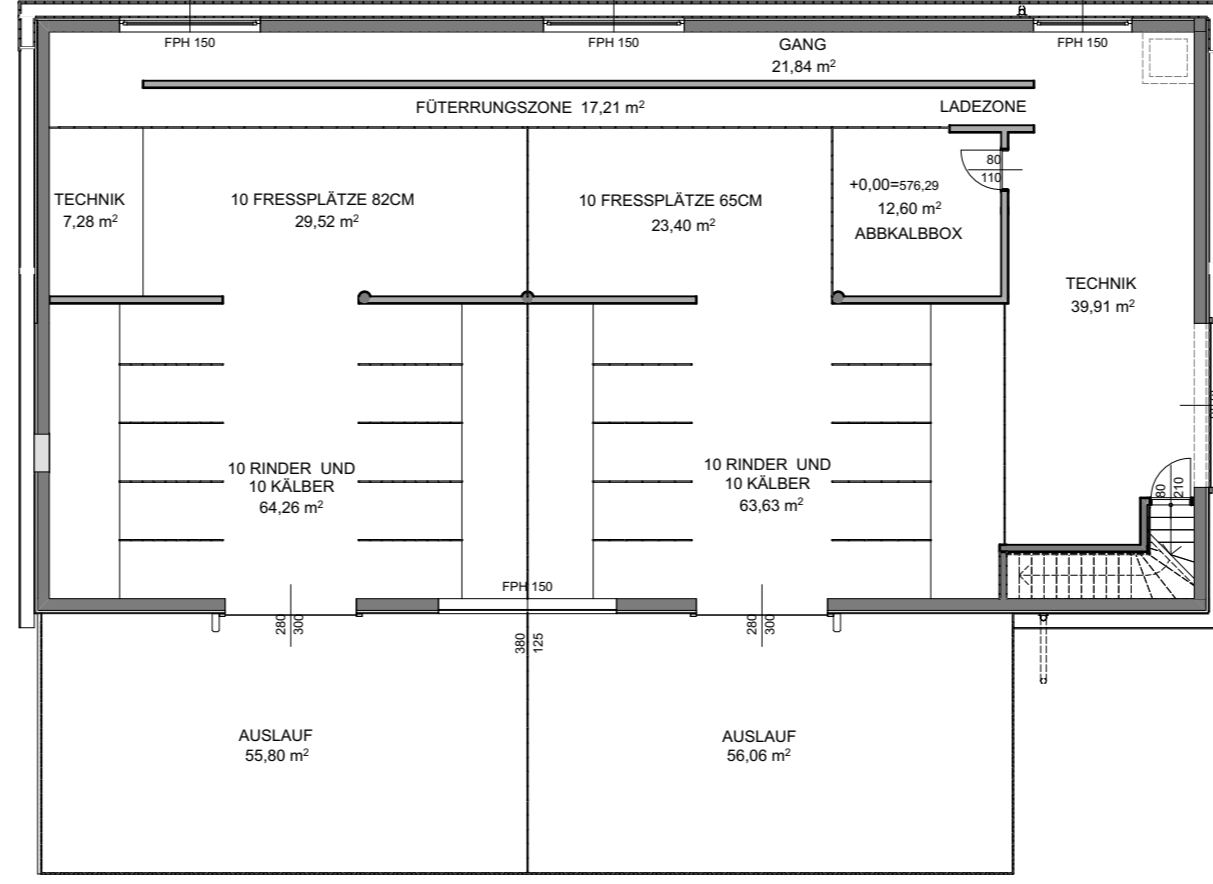 FPH 150
FPH 150
GANG
21,84 m²
FPH 150
FÜTERRUNGSZONE 17,21 m²
LADEZONE
TECHNIK
7,28 m²
10 FRESSPLÄTZE 82CM
29,52 m²
10 FRESSPLÄTZE 65CM
23,40 m²
80
110
+0,00=576,29
12,60 m²
ABBKALBBOX
TECHNIK
39,91 m²
10 RINDER UND
10 KÄLBER
64,26 m²
10 RINDER UND
10 KÄLBER
63,63 m²
80
210
FPH 150
280
300
380
125
280
300
AUSLAUF
55,80 m²
AUSLAUF
56,06 m²